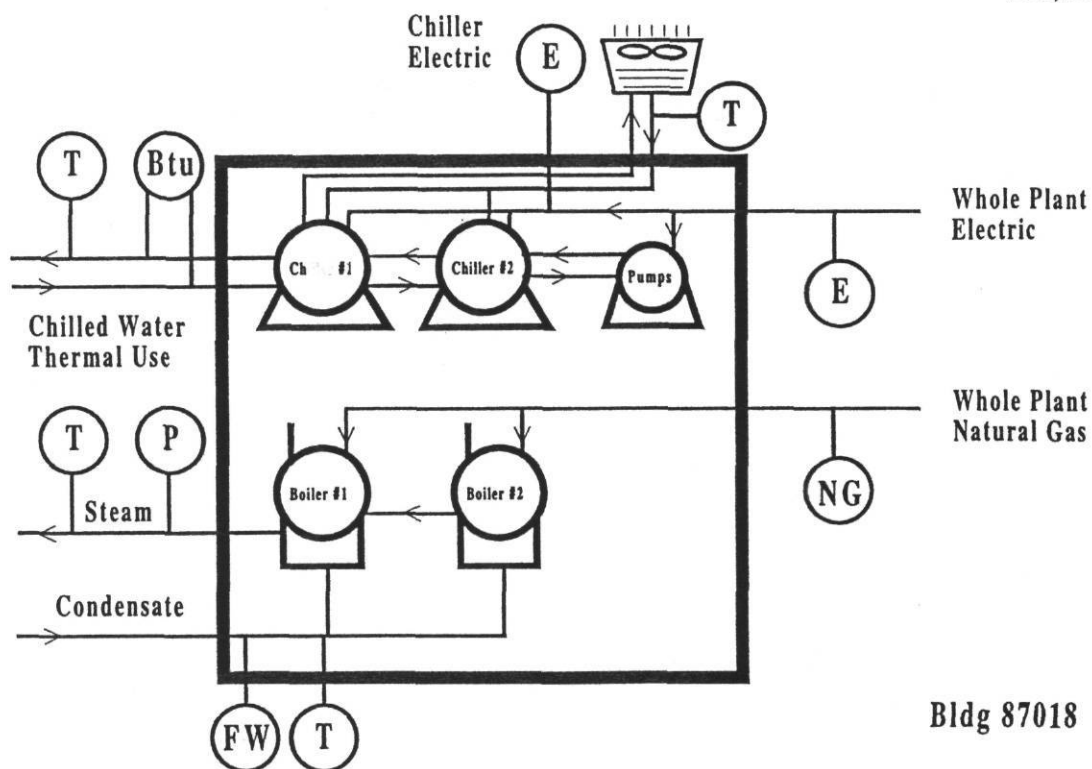 Chiller
Electric
E
T
T
Btu
Whole Plant
Electric
#1
Chiller #2
Pumps
E
Chilled Water
Thermal Use
Whole Plant
Natural Gas
T
P
Boiler #1
Boiler #2
NG
Steam
Condensate
FW
T
Bldg 87018